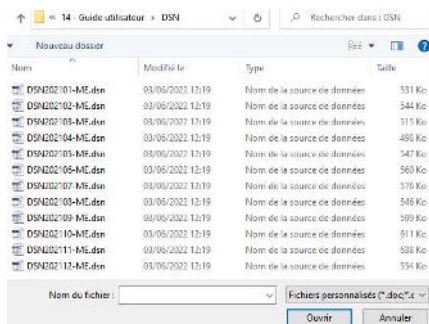 « 14 - Guide utilisateur > DSN
Rechercher dans : DSN
Nouveau dossier
Nom Modifié le Type Taille
DSN202101-ME.dsn 03/06/2022 12:19 Nom de la source de données 531 Ko
DSN202102-ME.dsn 03/06/2022 12:19 Nom de la source de données 544 Ko
DSN202103-ME.dsn 03/06/2022 12:19 Nom de la source de données 515 Ko
DSN202104-ME.dsn 03/06/2022 12:19 Nom de la source de données 498 Ko
DSN202105-ME.dsn 03/06/2022 12:19 Nom de la source de données 547 Ko
DSN202106-ME.dsn 03/06/2022 12:19 Nom de la source de données 560 Ko
DSN202107-ME.dsn 03/06/2022 12:19 Nom de la source de données 576 Ko
DSN202108-ME.dsn 03/06/2022 12:19 Nom de la source de données 546 Ko
DSN202109-ME.dsn 03/06/2022 12:19 Nom de la source de données 599 Ko
DSN202110-ME.dsn 03/06/2022 12:19 Nom de la source de données 611 Ko
DSN202111-ME.dsn 03/06/2022 12:19 Nom de la source de données 638 Ko
DSN202112-ME.dsn 03/06/2022 12:19 Nom de la source de données 554 Ko
Nom du fichier : Fichiers personnalisés (*.doc;*.c
Ouvrir Annuler